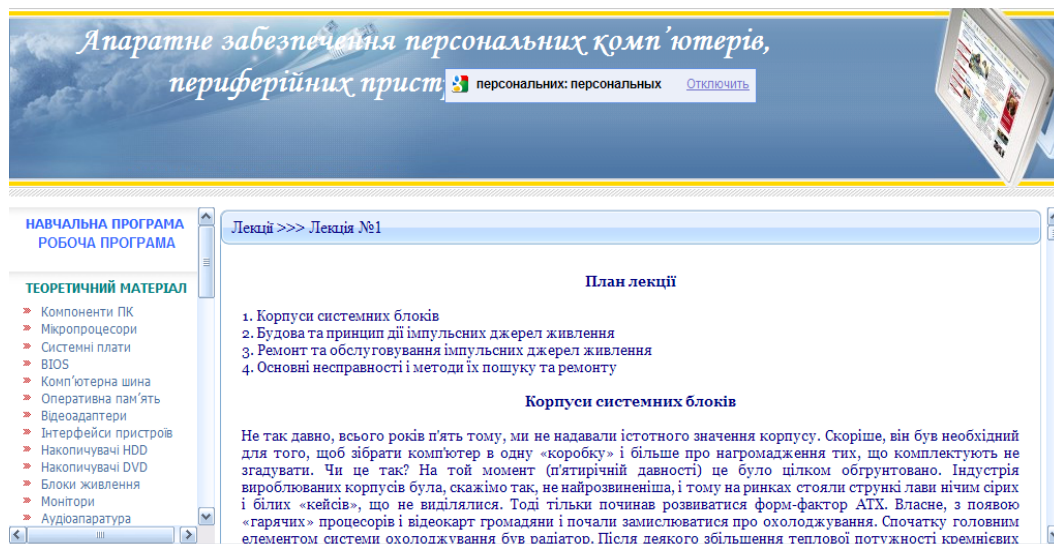 Апаратне забезпечення персональних комп'ютерів,
периферійних
персональних: персональных Отключить
НАВЧАЛЬНА ПРОГРАМА
РОБОЧА ПРОГРАМА
ТЕОРЕТИЧНИЙ МАТЕРІАЛ
Компоненти ПК
Мікропроцесори
Системні плати
BIOS
Комп'ютерна шина
Оперативна пам'ять
Відеоадаптери
Інтерфейси пристроїв
Накопичувачі HDD
Накопичувачі DVD
Блоки живлення
Монітори
Аудіоапаратура
Лекції >>> Лекція №1
План лекції
1. Корпуси системних блоків
2. Будова та принцип дії імпульсних джерел живлення
3. Ремонт та обслуговування імпульсних джерел живлення
4. Основні несправності і методи їх пошуку та ремонту
Корпуси системних блоків
Не так давно, всього років п'ять тому, ми не надавали істотного значення корпусу. Скоріше, він був необхідний
для того, щоб зібрати комп'ютер в одну «коробку» і більше про нагромадження тих, що комплектують не
згадувати. Чи це так? На той момент (п'ятирічній давності) це було цілком обгрунтовано. Індустрія
вироблюваних корпусів була, скажімо так, не найрозвиненіша, і тому на ринках стояли стрункі лави нічим сірих
і білих «кейсів», що не виділялися. Тоді тільки починав розвиватися форм-фактор ATX. Власне, з появою
«гарячих» процесорів і відеокарт громадяни і почали замислюватися про охолоджування. Спочатку головним
елементом системи охолоджування був радіатор. Після деякого збільшення теплової потужності кремнієвих